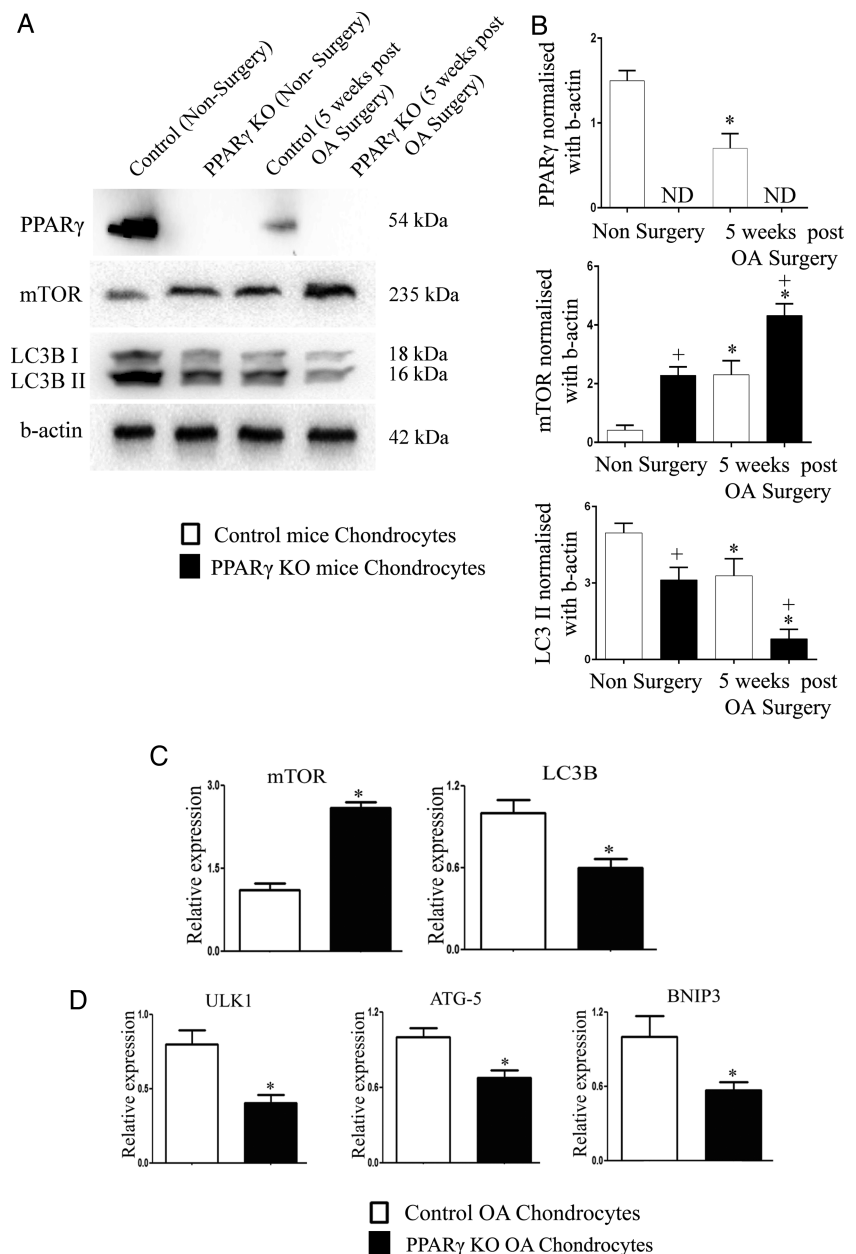 A
Control (Non-Surgery)
PPARγ KO (Non- Surgery)
Control (5 weeks post
OA Surgery)
PPARγ KO (5 weeks post
OA Surgery)
PPARγ
54 kDa
mTOR
235 kDa
LC3B I
18 kDa
LC3B II
16 kDa
b-actin
42 kDa
Control mice Chondrocytes
PPARγ KO mice Chondrocytes
B
PPARγ normalised
with b-actin
2
1
0
*
ND
ND
Non Surgery
5 weeks post
OA Surgery
mTOR normalised
with b-actin
6
4
2
0
+
*
+
*
Non Surgery
5 weeks post
OA Surgery
LC3 II normalised
with b-actin
6
3
0
+
*
+
*
Non Surgery
5 weeks post
OA Surgery
C
mTOR
Relative expression
3.0
1.5
0.0
*
LC3B
Relative expression
1.2
0.6
0.0
*
D
ULK1
Relative expression
1.0
0.5
0.0
*
ATG-5
Relative expression
1.2
0.6
0.0
*
BNIP3
Relative expression
1.2
0.6
0.0
*
Control OA Chondrocytes
PPARγ KO OA Chondrocytes